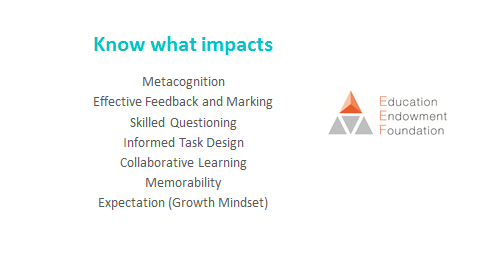 Know what impacts
Metacognition
Effective Feedback and Marking
Skilled Questioning
Informed Task Design
Collaborative Learning
Memorability
Expectation (Growth Mindset)
Education
Endowment
Foundation